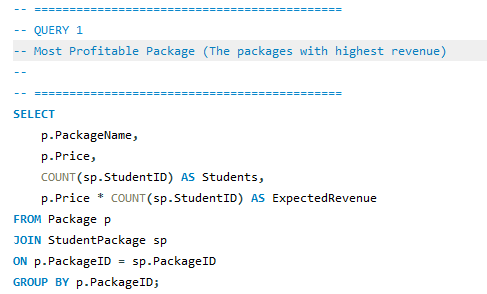 -- ============================================
-- QUERY 1
-- Most Profitable Package (The packages with highest revenue)
--
-- ============================================
SELECT
    p.PackageName,
    p.Price,
    COUNT(sp.StudentID) AS Students,
    p.Price * COUNT(sp.StudentID) AS ExpectedRevenue
FROM Package p
JOIN StudentPackage sp
ON p.PackageID = sp.PackageID
GROUP BY p.PackageID;